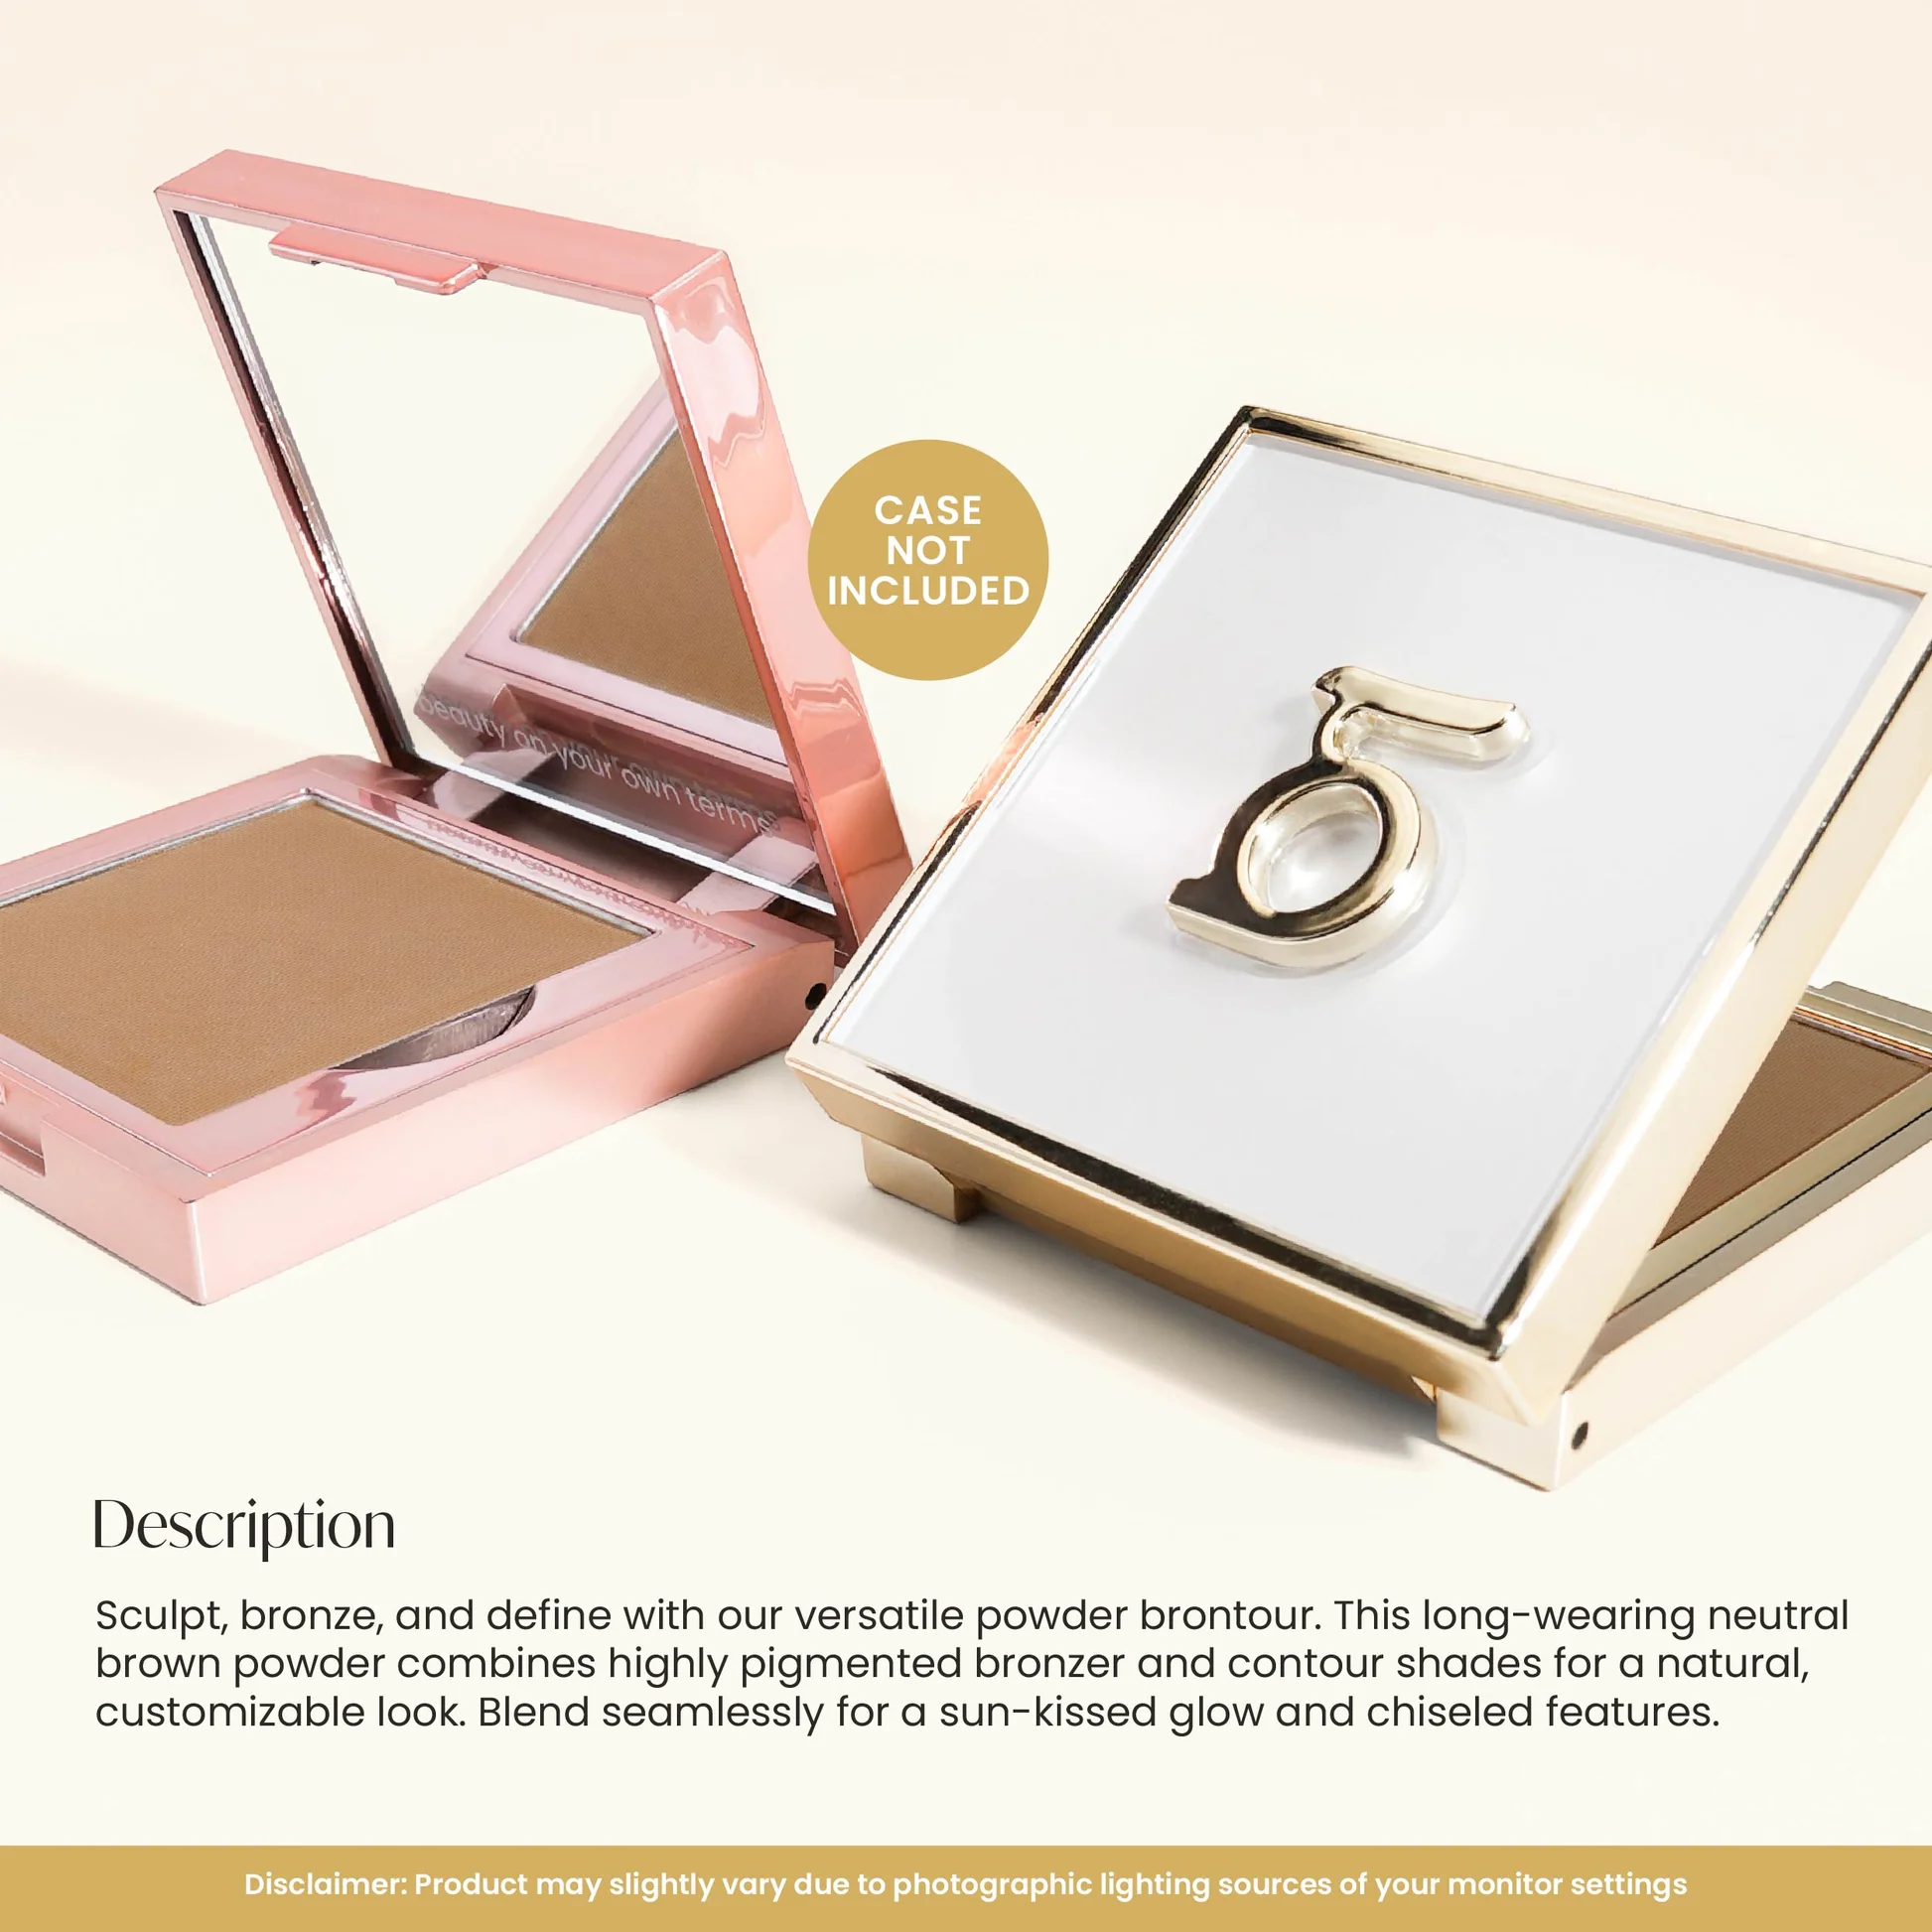 beauty on your own terms
CASE
NOT
INCLUDED
Description
Sculpt, bronze, and define with our versatile powder brontour. This long-wearing neutral
brown powder combines highly pigmented bronzer and contour shades for a natural,
customizable look. Blend seamlessly for a sun-kissed glow and chiseled features.
Disclaimer: Product may slightly vary due to photographic lighting sources of your monitor settings